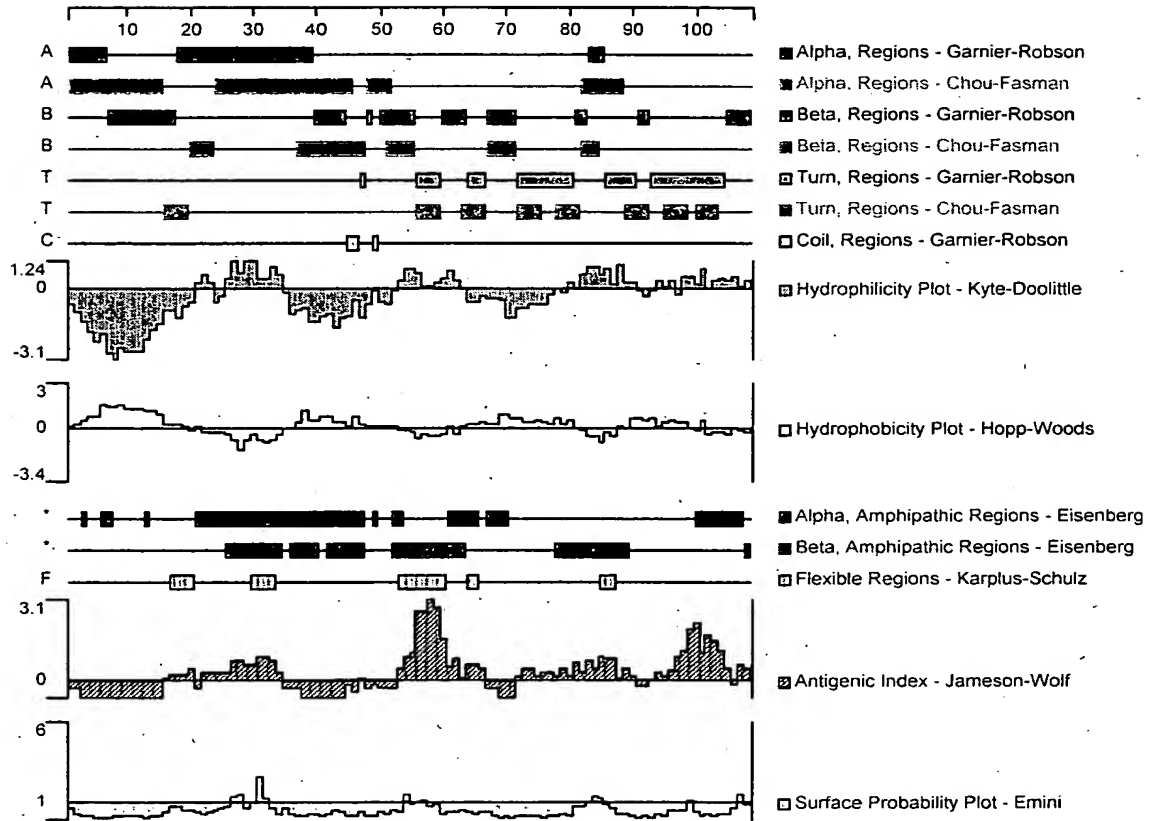 10 20 30 40 50 60 70 80 90 100
A Alpha, Regions - Garnier-Robson
A Alpha, Regions - Chou-Fasman
B Beta, Regions - Garnier-Robson
B Beta, Regions - Chou-Fasman
T Turn, Regions - Garnier-Robson
T Turn, Regions - Chou-Fasman
C Coil, Regions - Garnier-Robson
1.24
0 Hydrophilicity Plot - Kyte-Doolittle
-3.1
3
0 Hydrophobicity Plot - Hopp-Woods
-3.4
* Alpha, Amphipathic Regions - Eisenberg
* Beta, Amphipathic Regions - Eisenberg
F Flexible Regions - Karplus-Schulz
3.1
0 Antigenic Index - Jameson-Wolf
6
1 Surface Probability Plot - Emini